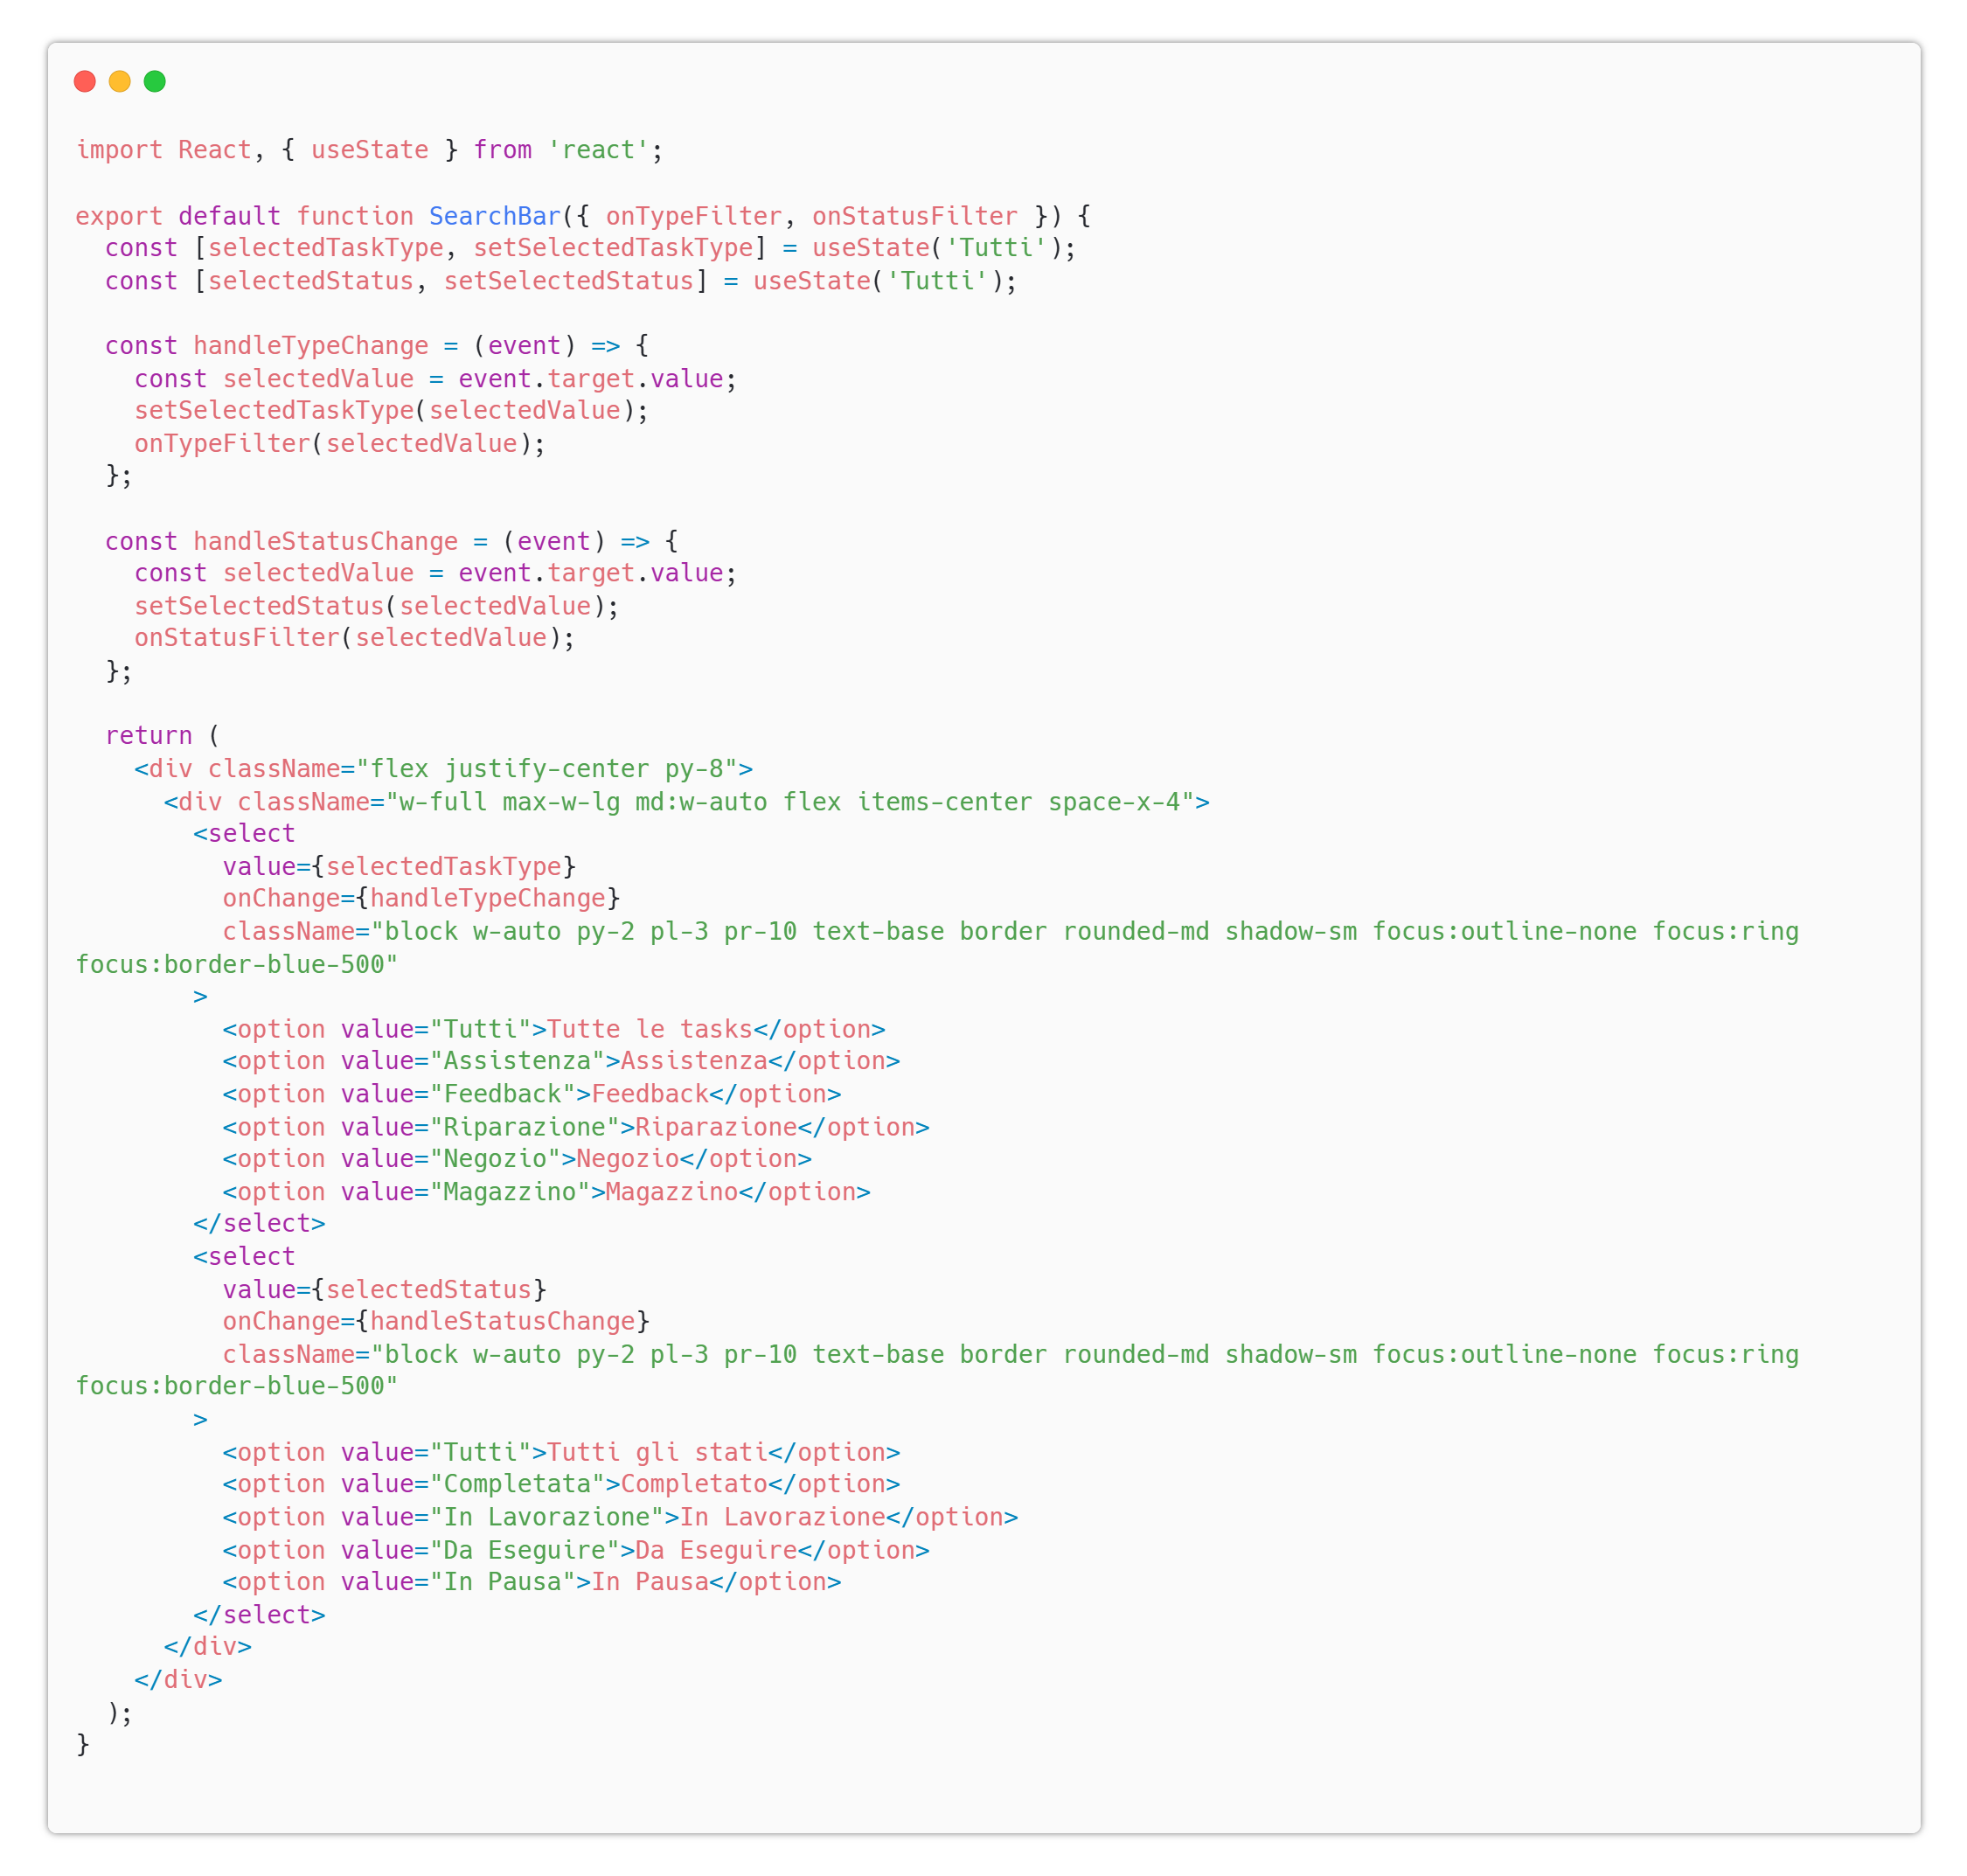 import React, { useState } from 'react';

export default function SearchBar({ onTypeFilter, onStatusFilter }) {
  const [selectedTaskType, setSelectedTaskType] = useState('Tutti');
  const [selectedStatus, setSelectedStatus] = useState('Tutti');

  const handleTypeChange = (event) => {
    const selectedValue = event.target.value;
    setSelectedTaskType(selectedValue);
    onTypeFilter(selectedValue);
  };

  const handleStatusChange = (event) => {
    const selectedValue = event.target.value;
    setSelectedStatus(selectedValue);
    onStatusFilter(selectedValue);
  };

  return (
    <div className="flex justify-center py-8">
      <div className="w-full max-w-lg md:w-auto flex items-center space-x-4">
        <select
          value={selectedTaskType}
          onChange={handleTypeChange}
          className="block w-auto py-2 pl-3 pr-10 text-base border rounded-md shadow-sm focus:outline-none focus:ring
focus:border-blue-500"
        >
          <option value="Tutti">Tutte le tasks</option>
          <option value="Assistenza">Assistenza</option>
          <option value="Feedback">Feedback</option>
          <option value="Riparazione">Riparazione</option>
          <option value="Negozio">Negozio</option>
          <option value="Magazzino">Magazzino</option>
        </select>
        <select
          value={selectedStatus}
          onChange={handleStatusChange}
          className="block w-auto py-2 pl-3 pr-10 text-base border rounded-md shadow-sm focus:outline-none focus:ring
focus:border-blue-500"
        >
          <option value="Tutti">Tutti gli stati</option>
          <option value="Completata">Completato</option>
          <option value="In Lavorazione">In Lavorazione</option>
          <option value="Da Eseguire">Da Eseguire</option>
          <option value="In Pausa">In Pausa</option>
        </select>
      </div>
    </div>
  );
}